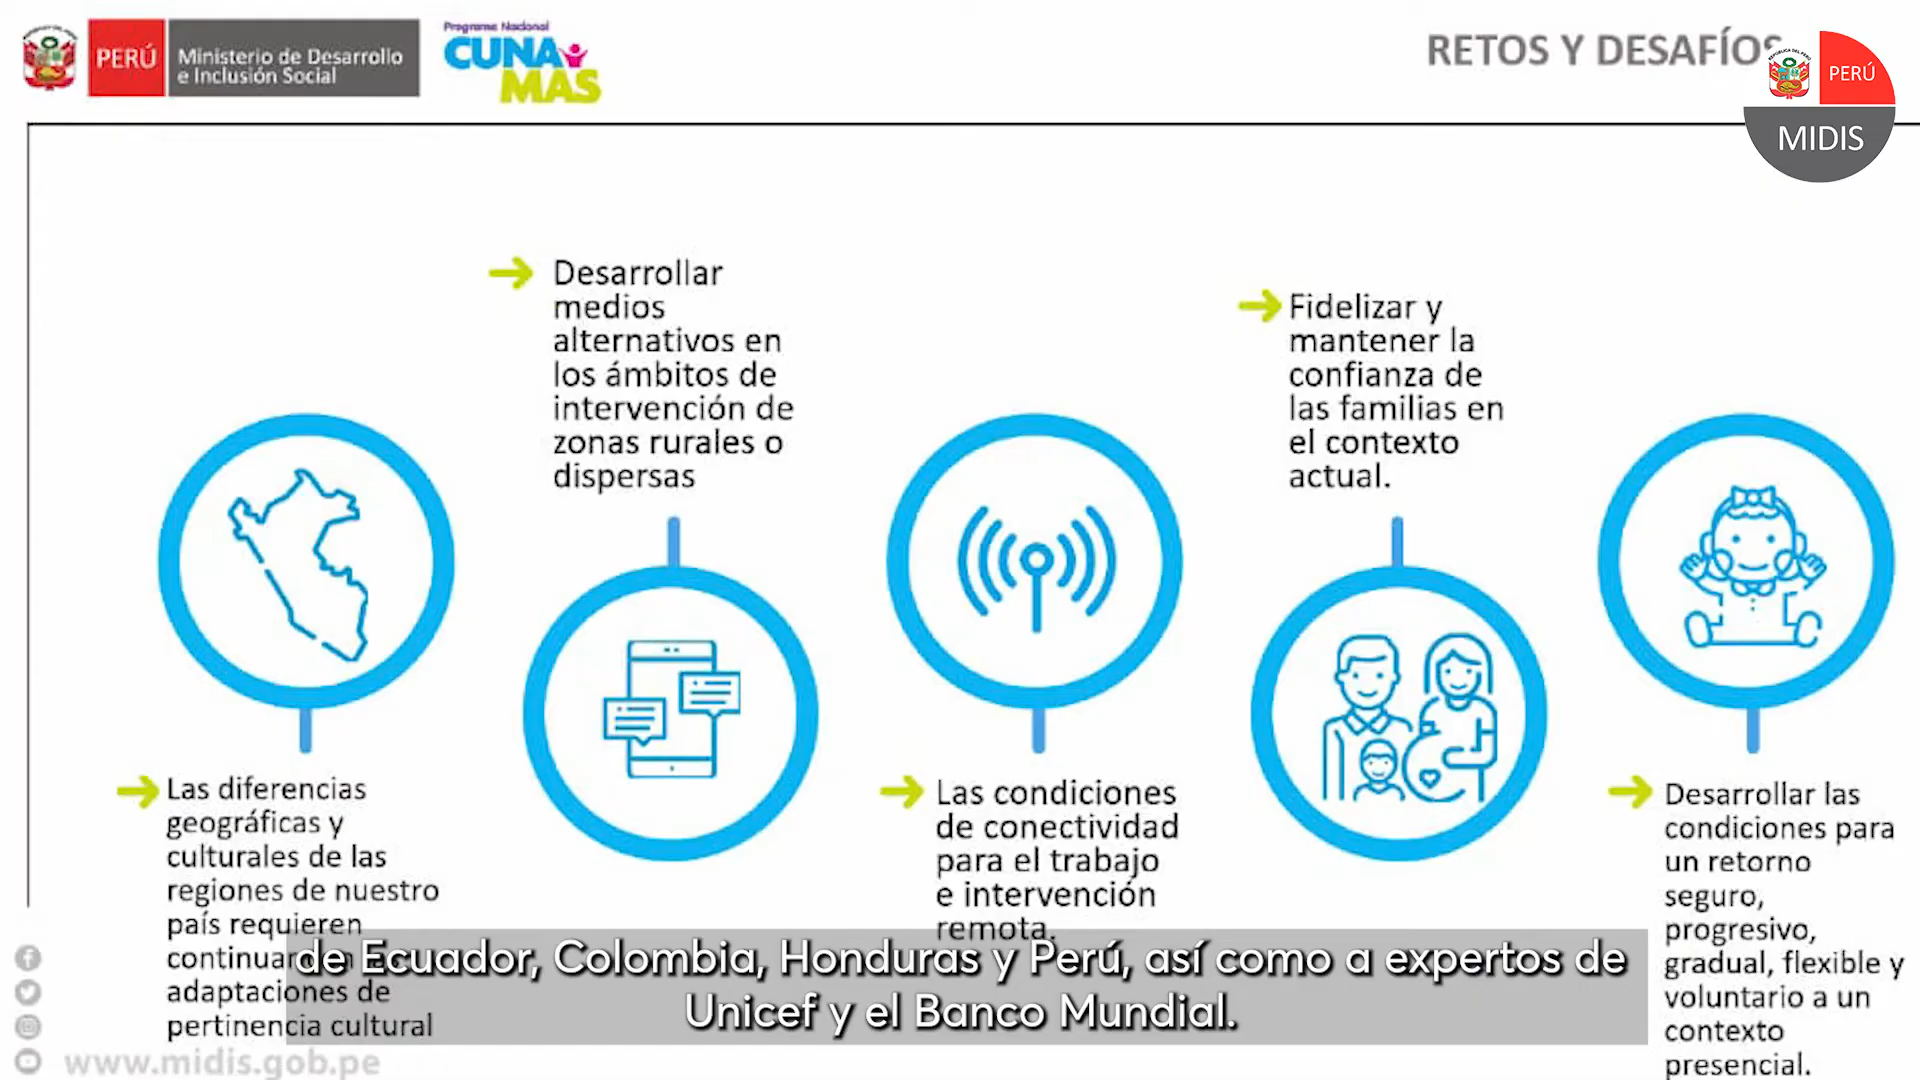 PERÚ
Ministerio de Desarrollo
e Inclusión Social
Programa Nacional
CUNA
MAS
RETOS Y DESAFÍOS
PERÚ
MIDIS
Desarrollar
medios
alternativos en
los ámbitos de
intervención de
zonas rurales o
dispersas
Fidelizar y
mantener la
confianza de
las familias en
el contexto
actual.
Las diferencias
geográficas y
culturales de las
regiones de nuestro
país requieren
continuar
adaptaciones de
pertinencia cultural
Las condiciones
de conectividad
para el trabajo
e intervención
remota.
Desarrollar las
condiciones para
un retorno
seguro,
progresivo,
gradual, flexible y
voluntario a un
contexto
presencial.
de Ecuador, Colombia, Honduras y Perú, así como a expertos de
Unicef y el Banco Mundial.
www.midis.gob.pe